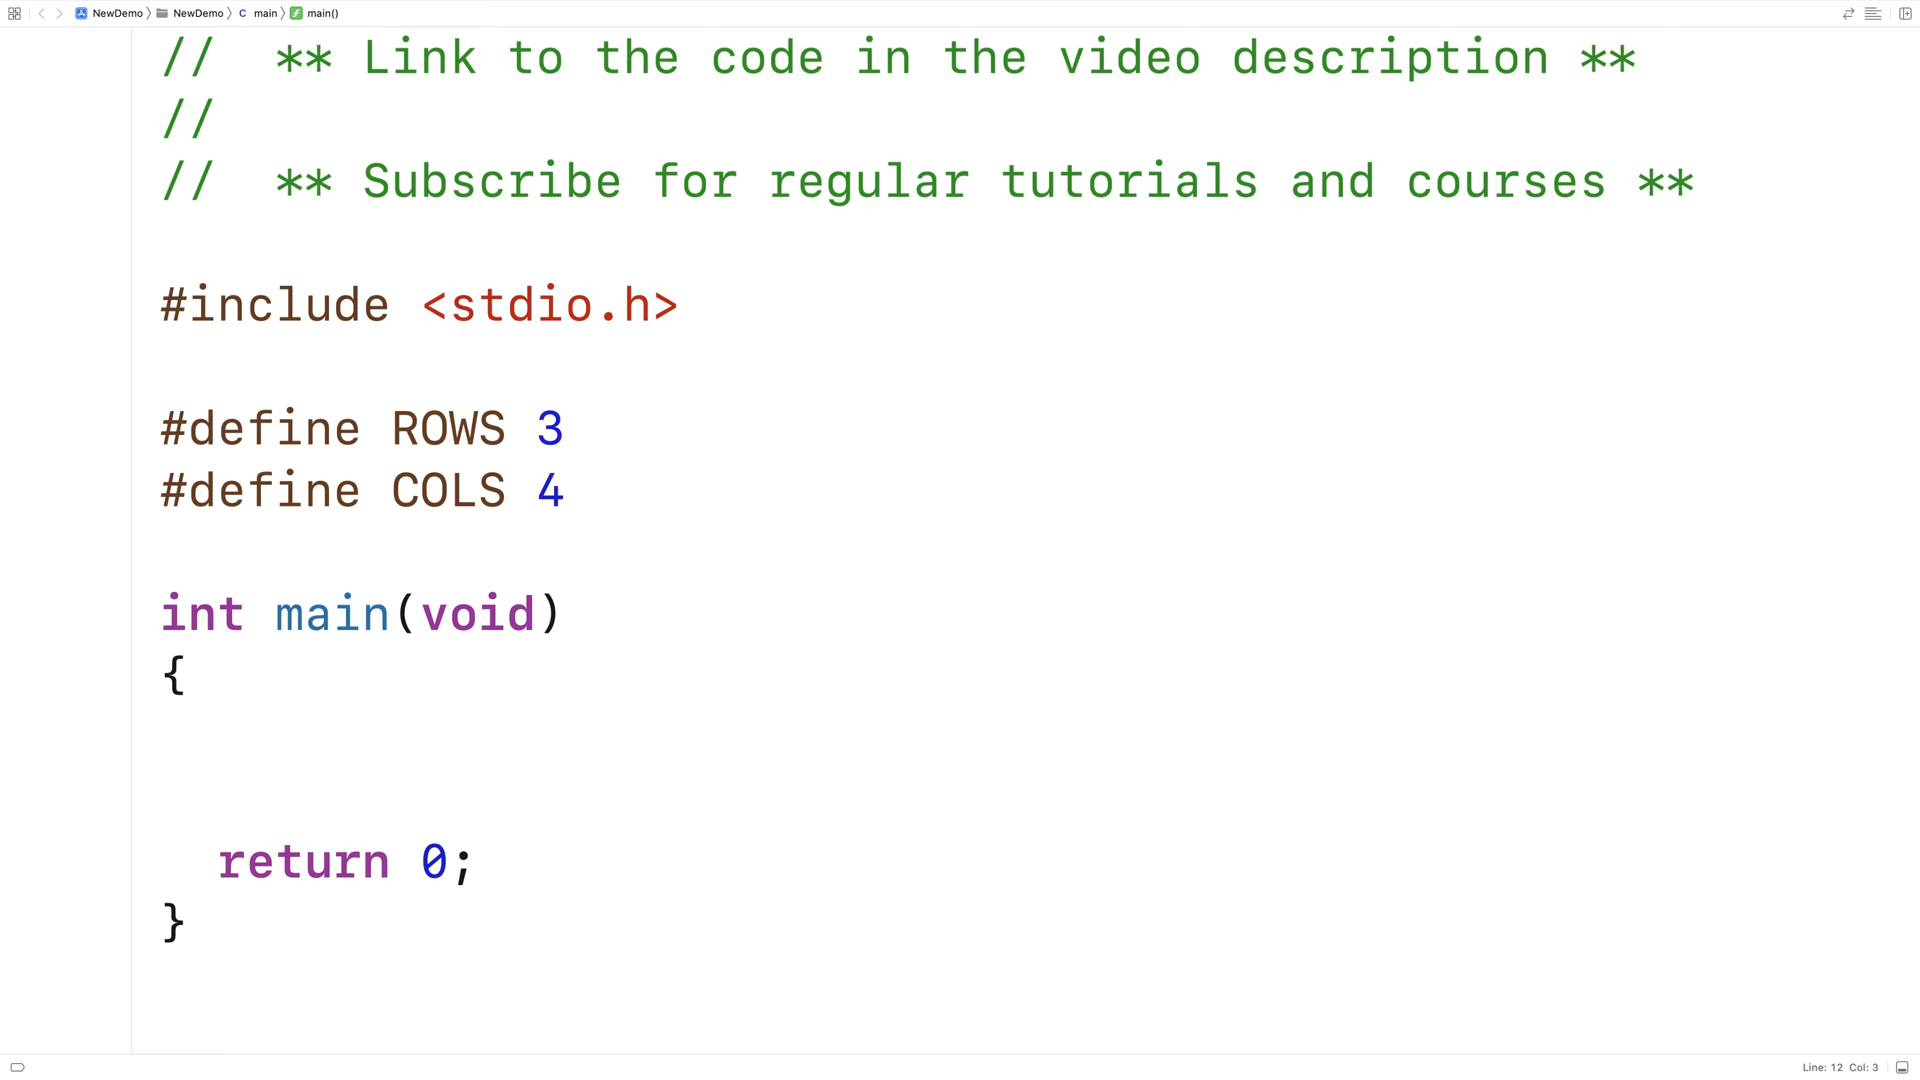 NewDemo NewDemo C main f main()
// ** Link to the code in the video description **
//
// ** Subscribe for regular tutorials and courses **
#include <stdio.h>
#define ROWS 3
#define COLS 4
int main(void)
{
return 0;
}
Line: 12 Col: 3